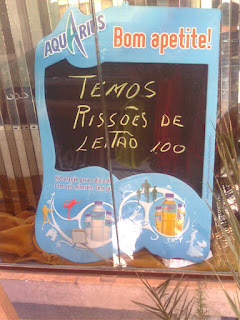 AQUARIUS
Bom apetite!
TEMOS
RISSÕES DE
LEITÃO 100